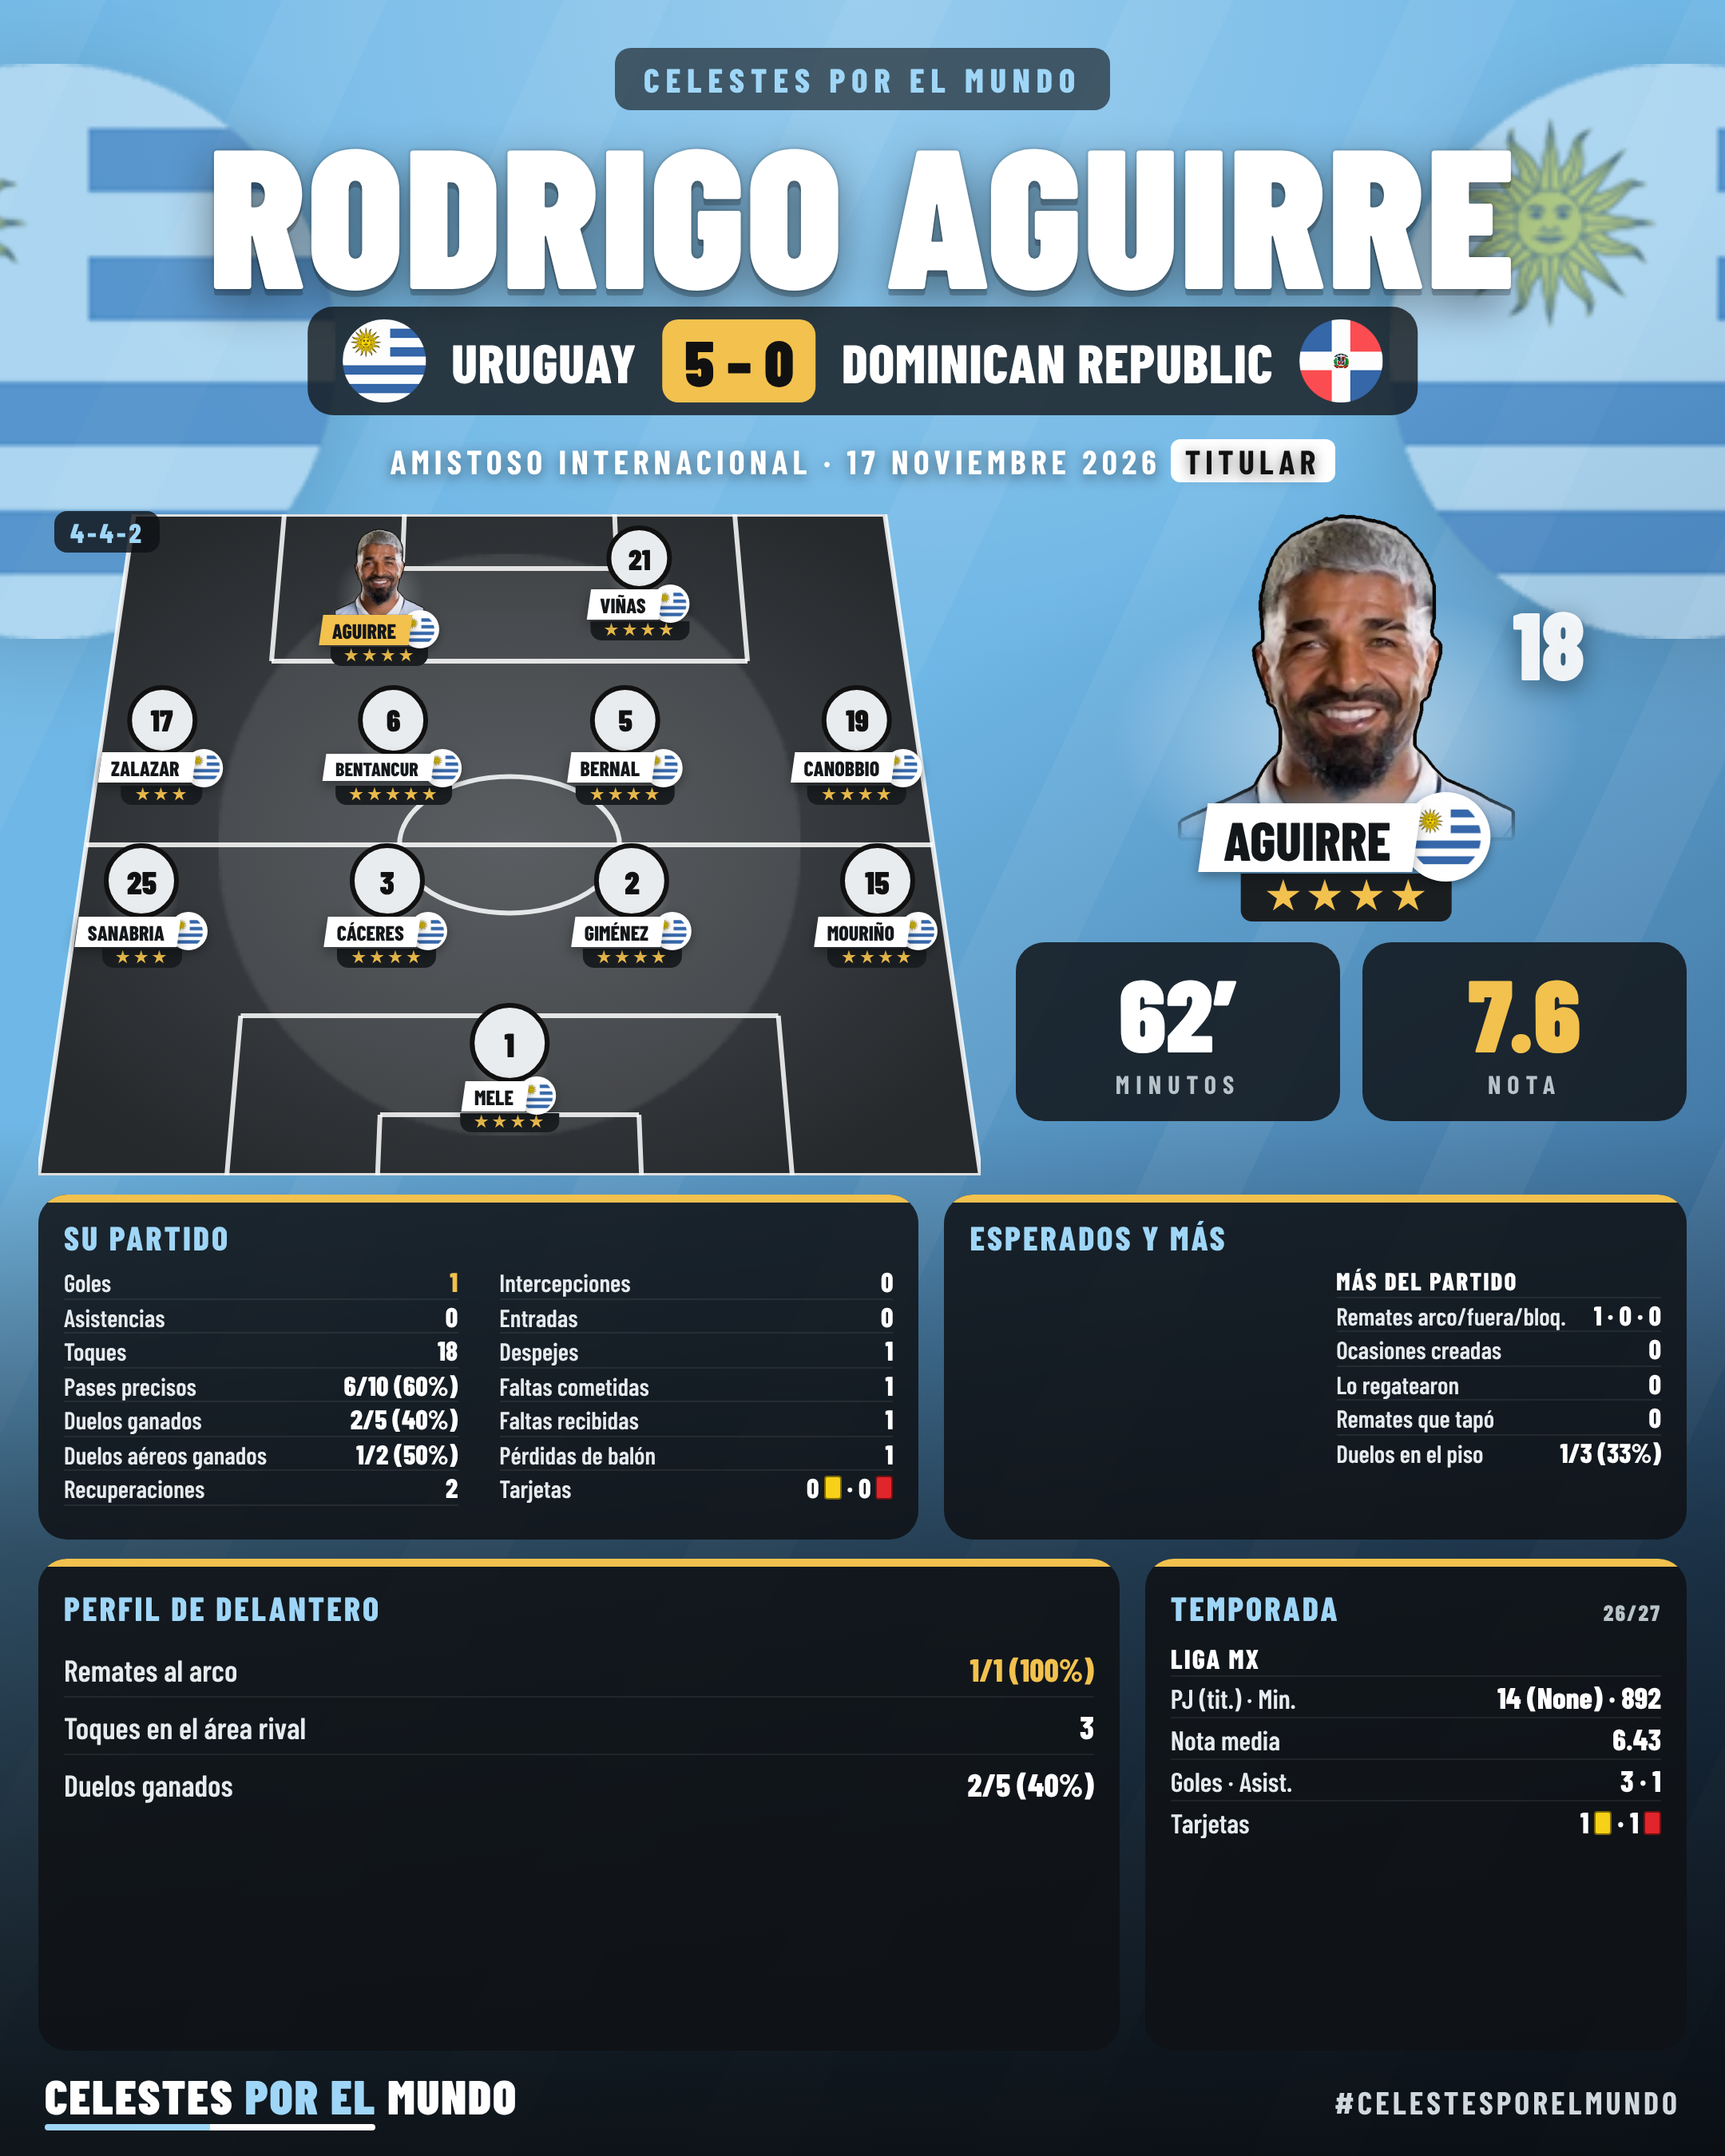 CELESTES POR EL MUNDO
RODRIGO AGUIRRE
URUGUAY 5 - 0 DOMINICAN REPUBLIC
AMISTOSO INTERNACIONAL · 17 NOVIEMBRE 2026 TITULAR
4-4-2
AGUIRRE
★★★★
21
VIÑAS
★★★★
17
ZALAZAR
★★★
6
BENTANCUR
★★★★★
5
BERNAL
★★★★
19
CANOBBIO
★★★★
25
SANABRIA
★★★
3
CÁCERES
★★★★
2
GIMÉNEZ
★★★★
15
MOURIÑO
★★★★
1
MELE
★★★★
18
AGUIRRE
★★★★
62’
MINUTOS
7.6
NOTA
SU PARTIDO
Goles 1
Asistencias 0
Toques 18
Pases precisos 6/10 (60%)
Duelos ganados 2/5 (40%)
Duelos aéreos ganados 1/2 (50%)
Recuperaciones 2
Intercepciones 0
Entradas 0
Despejes 1
Faltas cometidas 1
Faltas recibidas 1
Pérdidas de balón 1
Tarjetas 0 · 0
ESPERADOS Y MÁS
MÁS DEL PARTIDO
Remates arco/fuera/bloq. 1 · 0 · 0
Ocasiones creadas 0
Lo regatearon 0
Remates que tapó 0
Duelos en el piso 1/3 (33%)
PERFIL DE DELANTERO
Remates al arco 1/1 (100%)
Toques en el área rival 3
Duelos ganados 2/5 (40%)
TEMPORADA 26/27
LIGA MX
PJ (tit.) · Min. 14 (None) · 892
Nota media 6.43
Goles · Asist. 3 · 1
Tarjetas 1 · 1
CELESTES POR EL MUNDO
#CELESTESPORELMUNDO